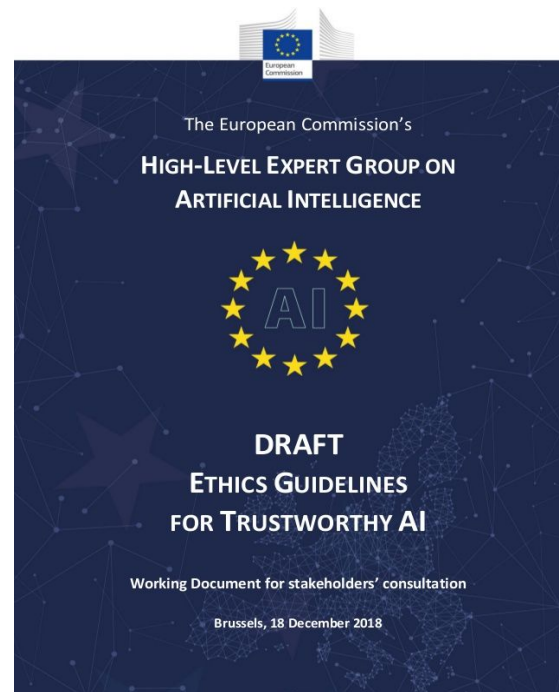 European
Commission
The European Commission's
HIGH-LEVEL EXPERT GROUP ON
ARTIFICIAL INTELLIGENCE
AI
DRAFT
ETHICS GUIDELINES
FOR TRUSTWORTHY AI
Working Document for stakeholders' consultation
Brussels, 18 December 2018